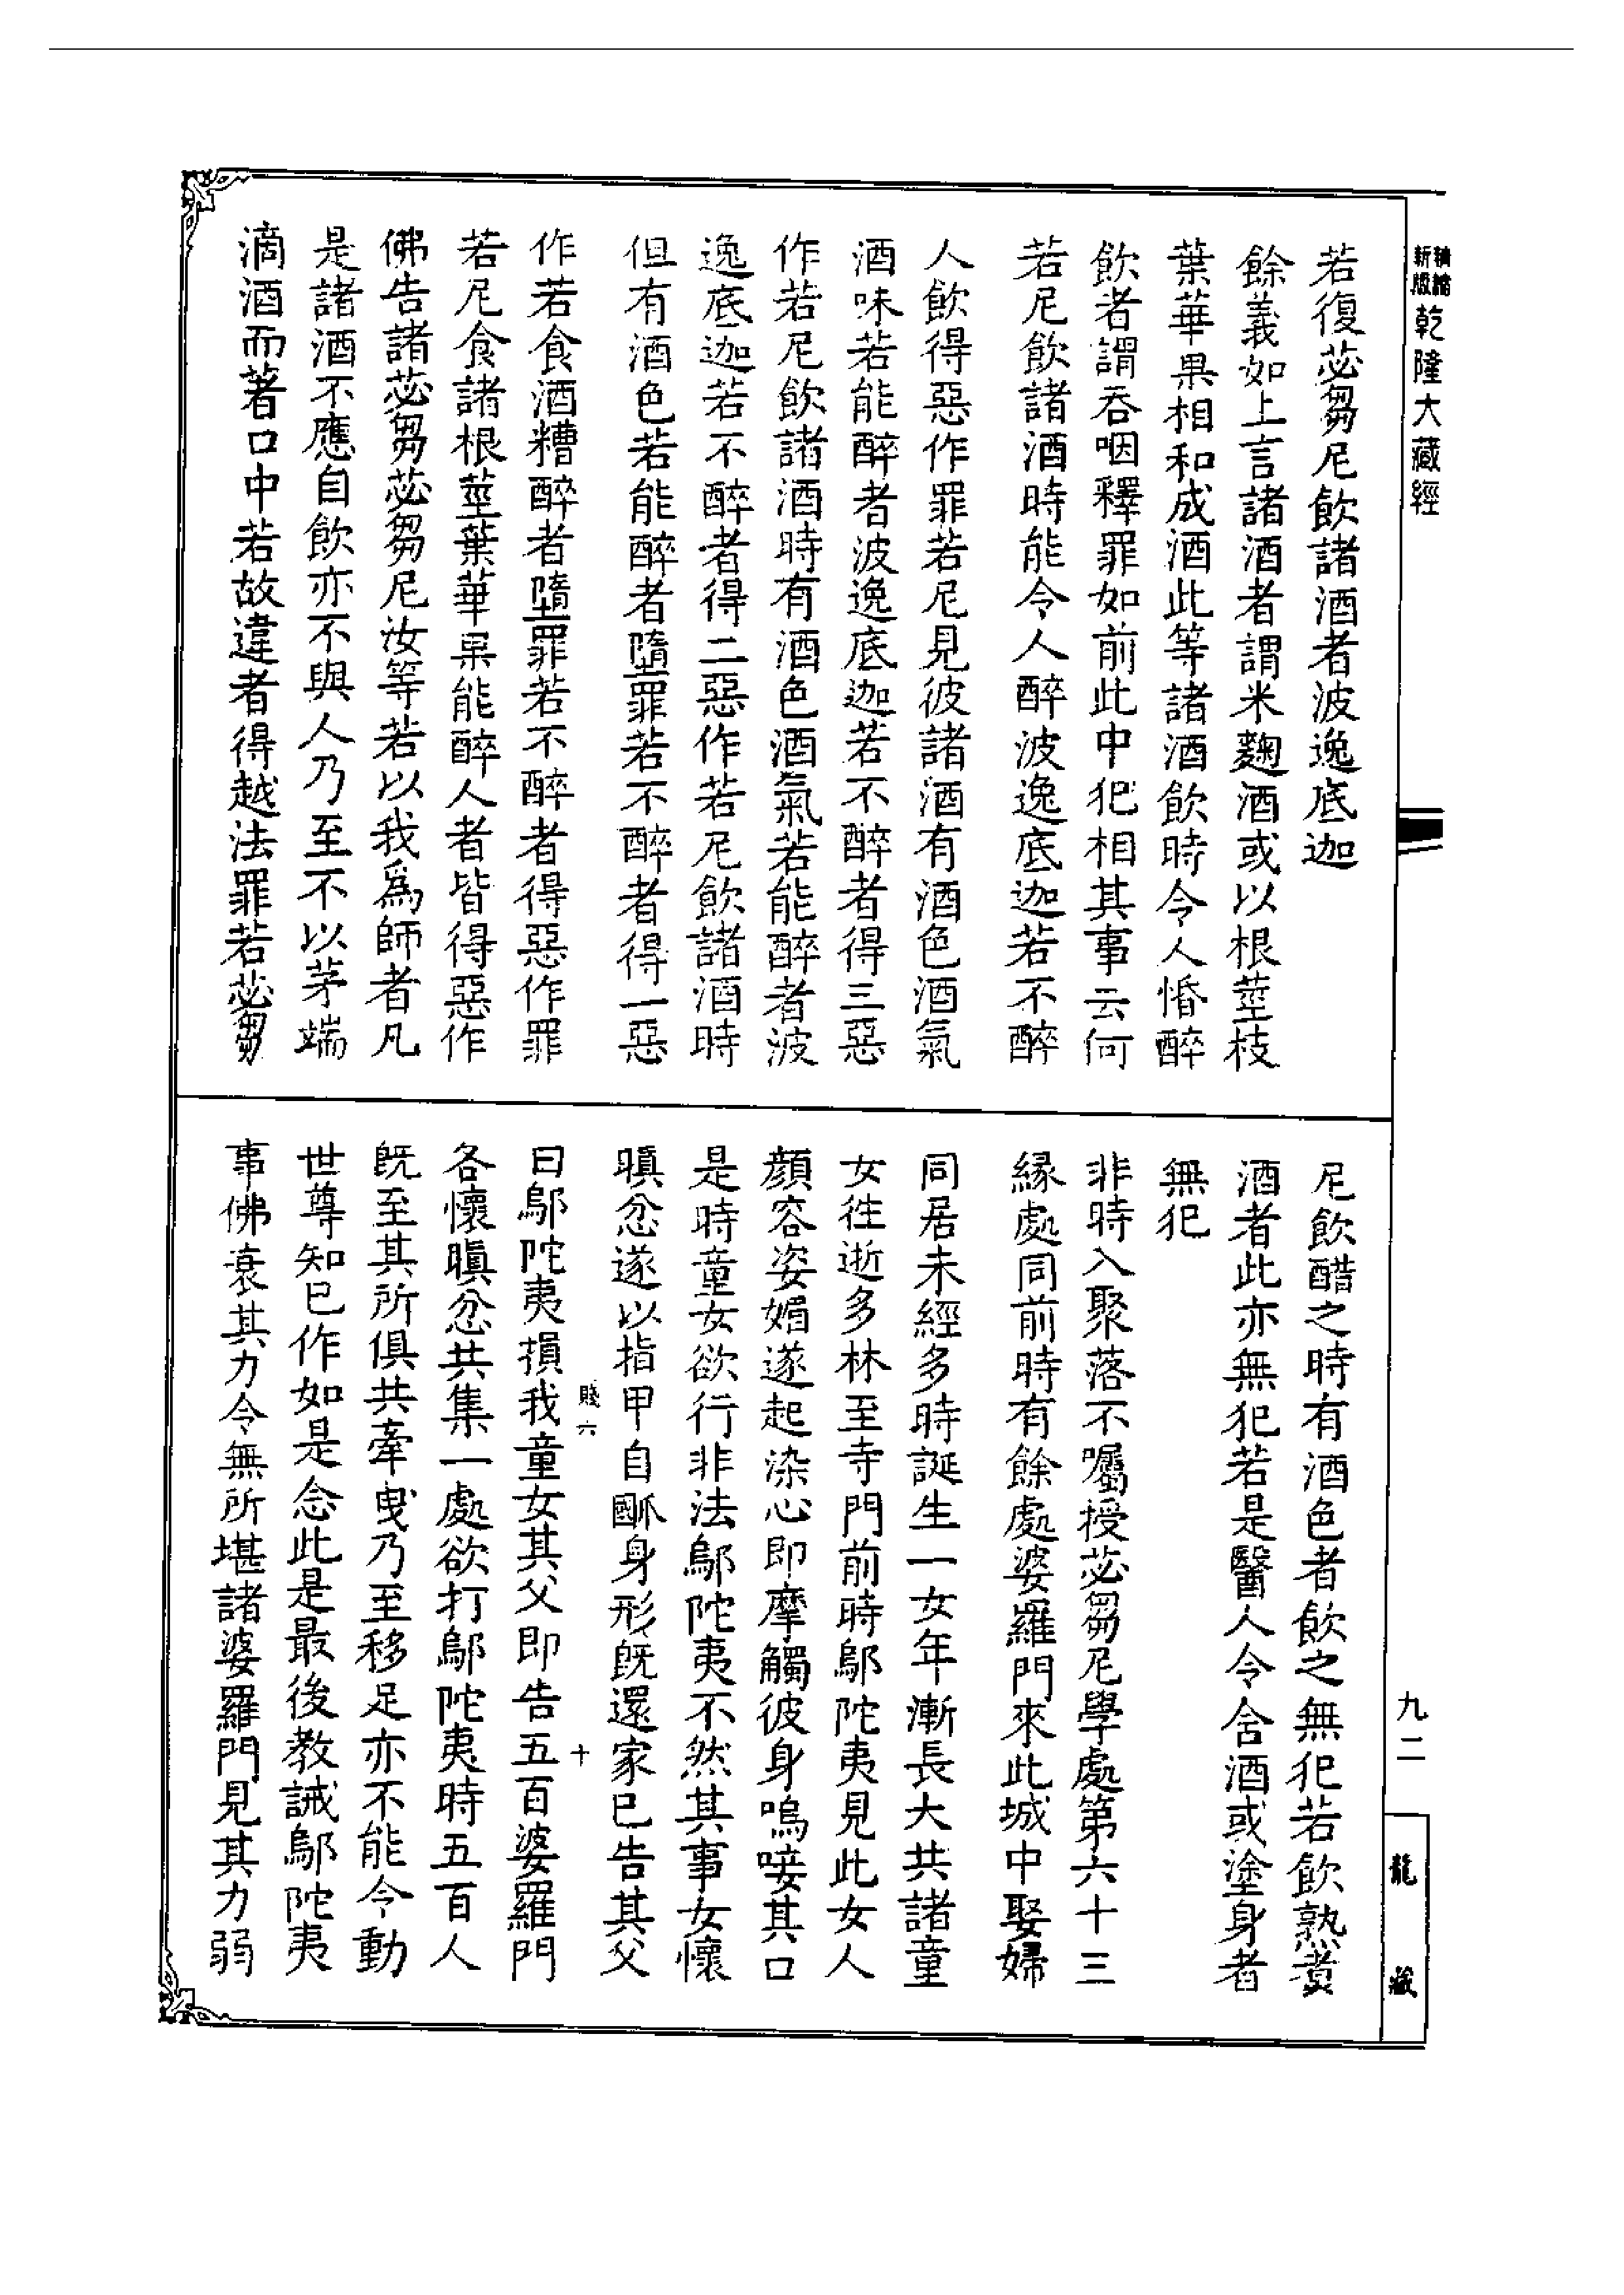 新版
精縮
乾隆大藏經
若復苾芻尼飲諸酒者波逸底迦
餘義如上言諸酒者謂米麴酒或以根莖枝
葉華果相和成酒此等諸酒飲時令人惛醉
飲者謂吞咽釋罪如前此中犯相其事云何
若尼飲諸酒時能令人醉波逸底迦若不醉
人飲得惡作罪若尼見彼諸酒有酒色酒氣
酒味若能醉者波逸底迦若不醉者得三惡
作若尼飲諸酒時有酒色酒氣若能醉者波
逸底迦若不醉者得二惡作若尼飲諸酒時
但有酒色若能醉者墮罪若不醉者得一惡
作若食酒糟醉者墮罪若不醉者得惡作罪
若尼食諸根莖葉華果能醉人者皆得惡作
佛告諸苾芻苾芻尼汝等若以我爲師者凡
是諸酒不應自飲亦不與人乃至不以茅端
滴酒而著口中若故違者得越法罪若苾芻
尼飲醋之時有酒色者飲之無犯若飲熟煑
酒者此亦無犯若是醫人令含酒或塗身者
無犯
非時入聚落不囑授苾芻尼學處第六十三
緣處同前時有餘處婆羅門來此城中娶婦
同居未經多時誕生一女年漸長大共諸童
女往逝多林至寺門前時鄔陀夷見此女人
顏容姿媚遂起染心即摩觸彼身嗚唼其口
是時童女欲行非法鄔陀夷不然其事女懷
瞋忿遂以指甲自𤔩身形既還家已告其父
曰鄔陀夷損我童女其父即告五百婆羅門
賤六
十
各懷瞋忿共集一處欲打鄔陀夷時五百人
既至其所俱共牽曳乃至移足亦不能令動
世尊知已作如是念此是最後教誡鄔陀夷
事佛衰其力令無所堪諸婆羅門見其力弱
九二
龍藏